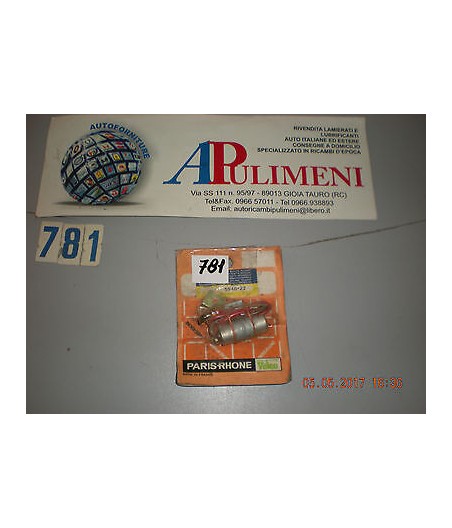 AUTOFORNITURE
APULIMENI
RIVENDITA LAMIERATI E
LUBRIFICANTI
AUTO ITALIANE ED ESTERE
CONSEGNE A DOMICILIO
SPECIALIZZATO IN RICAMBI D'EPOCA
Via SS 111 n. 95/97 - 89013 GIOIA TAURO (RC)
Tel&Fax. 0966 57011 - Tel 0966.938893
Email: autoricambipulimeni@libero.it
781
781
PARIS-RHONE
Valeo
05.06.2017